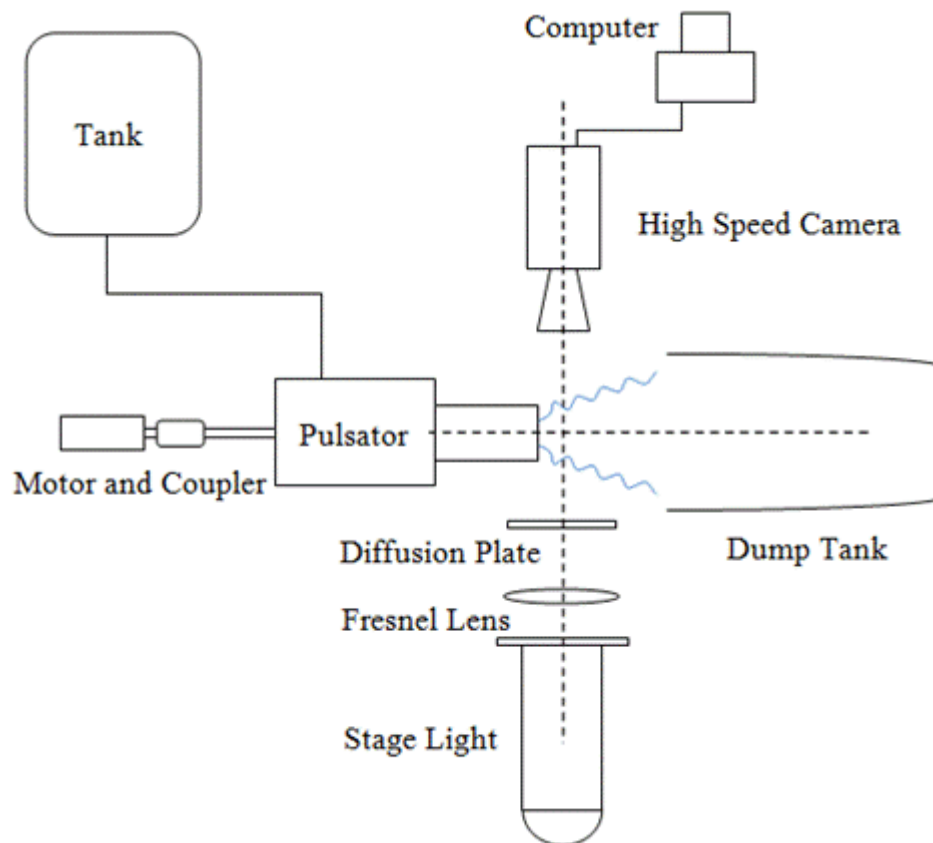 Computer
Tank
High Speed Camera
Pulsator
Motor and Coupler
Diffusion Plate
Dump Tank
Fresnel Lens
Stage Light